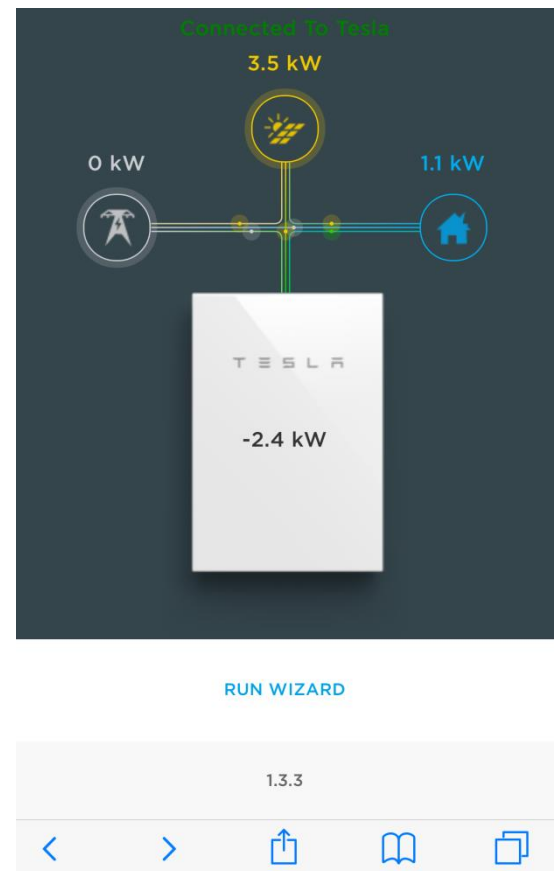 Connected To Tesla
3.5 kW
0 kW
1.1 kW
TESLA
-2.4 kW
RUN WIZARD
1.3.3